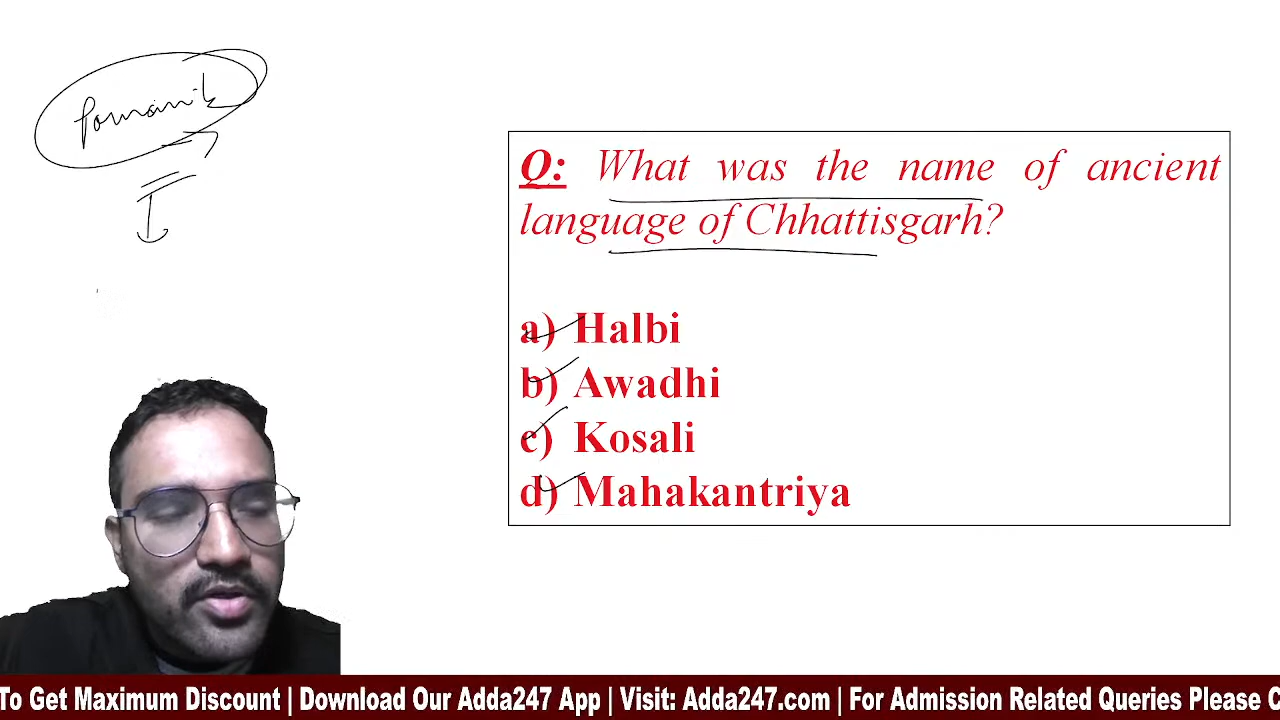 Q: What was the name of ancient
language of Chhattisgarh?
a) Halbi
b) Awadhi
c) Kosali
d) Mahakantriya
To Get Maximum Discount | Download Our Adda247 App | Visit: Adda247.com | For Admission Related Queries Please C